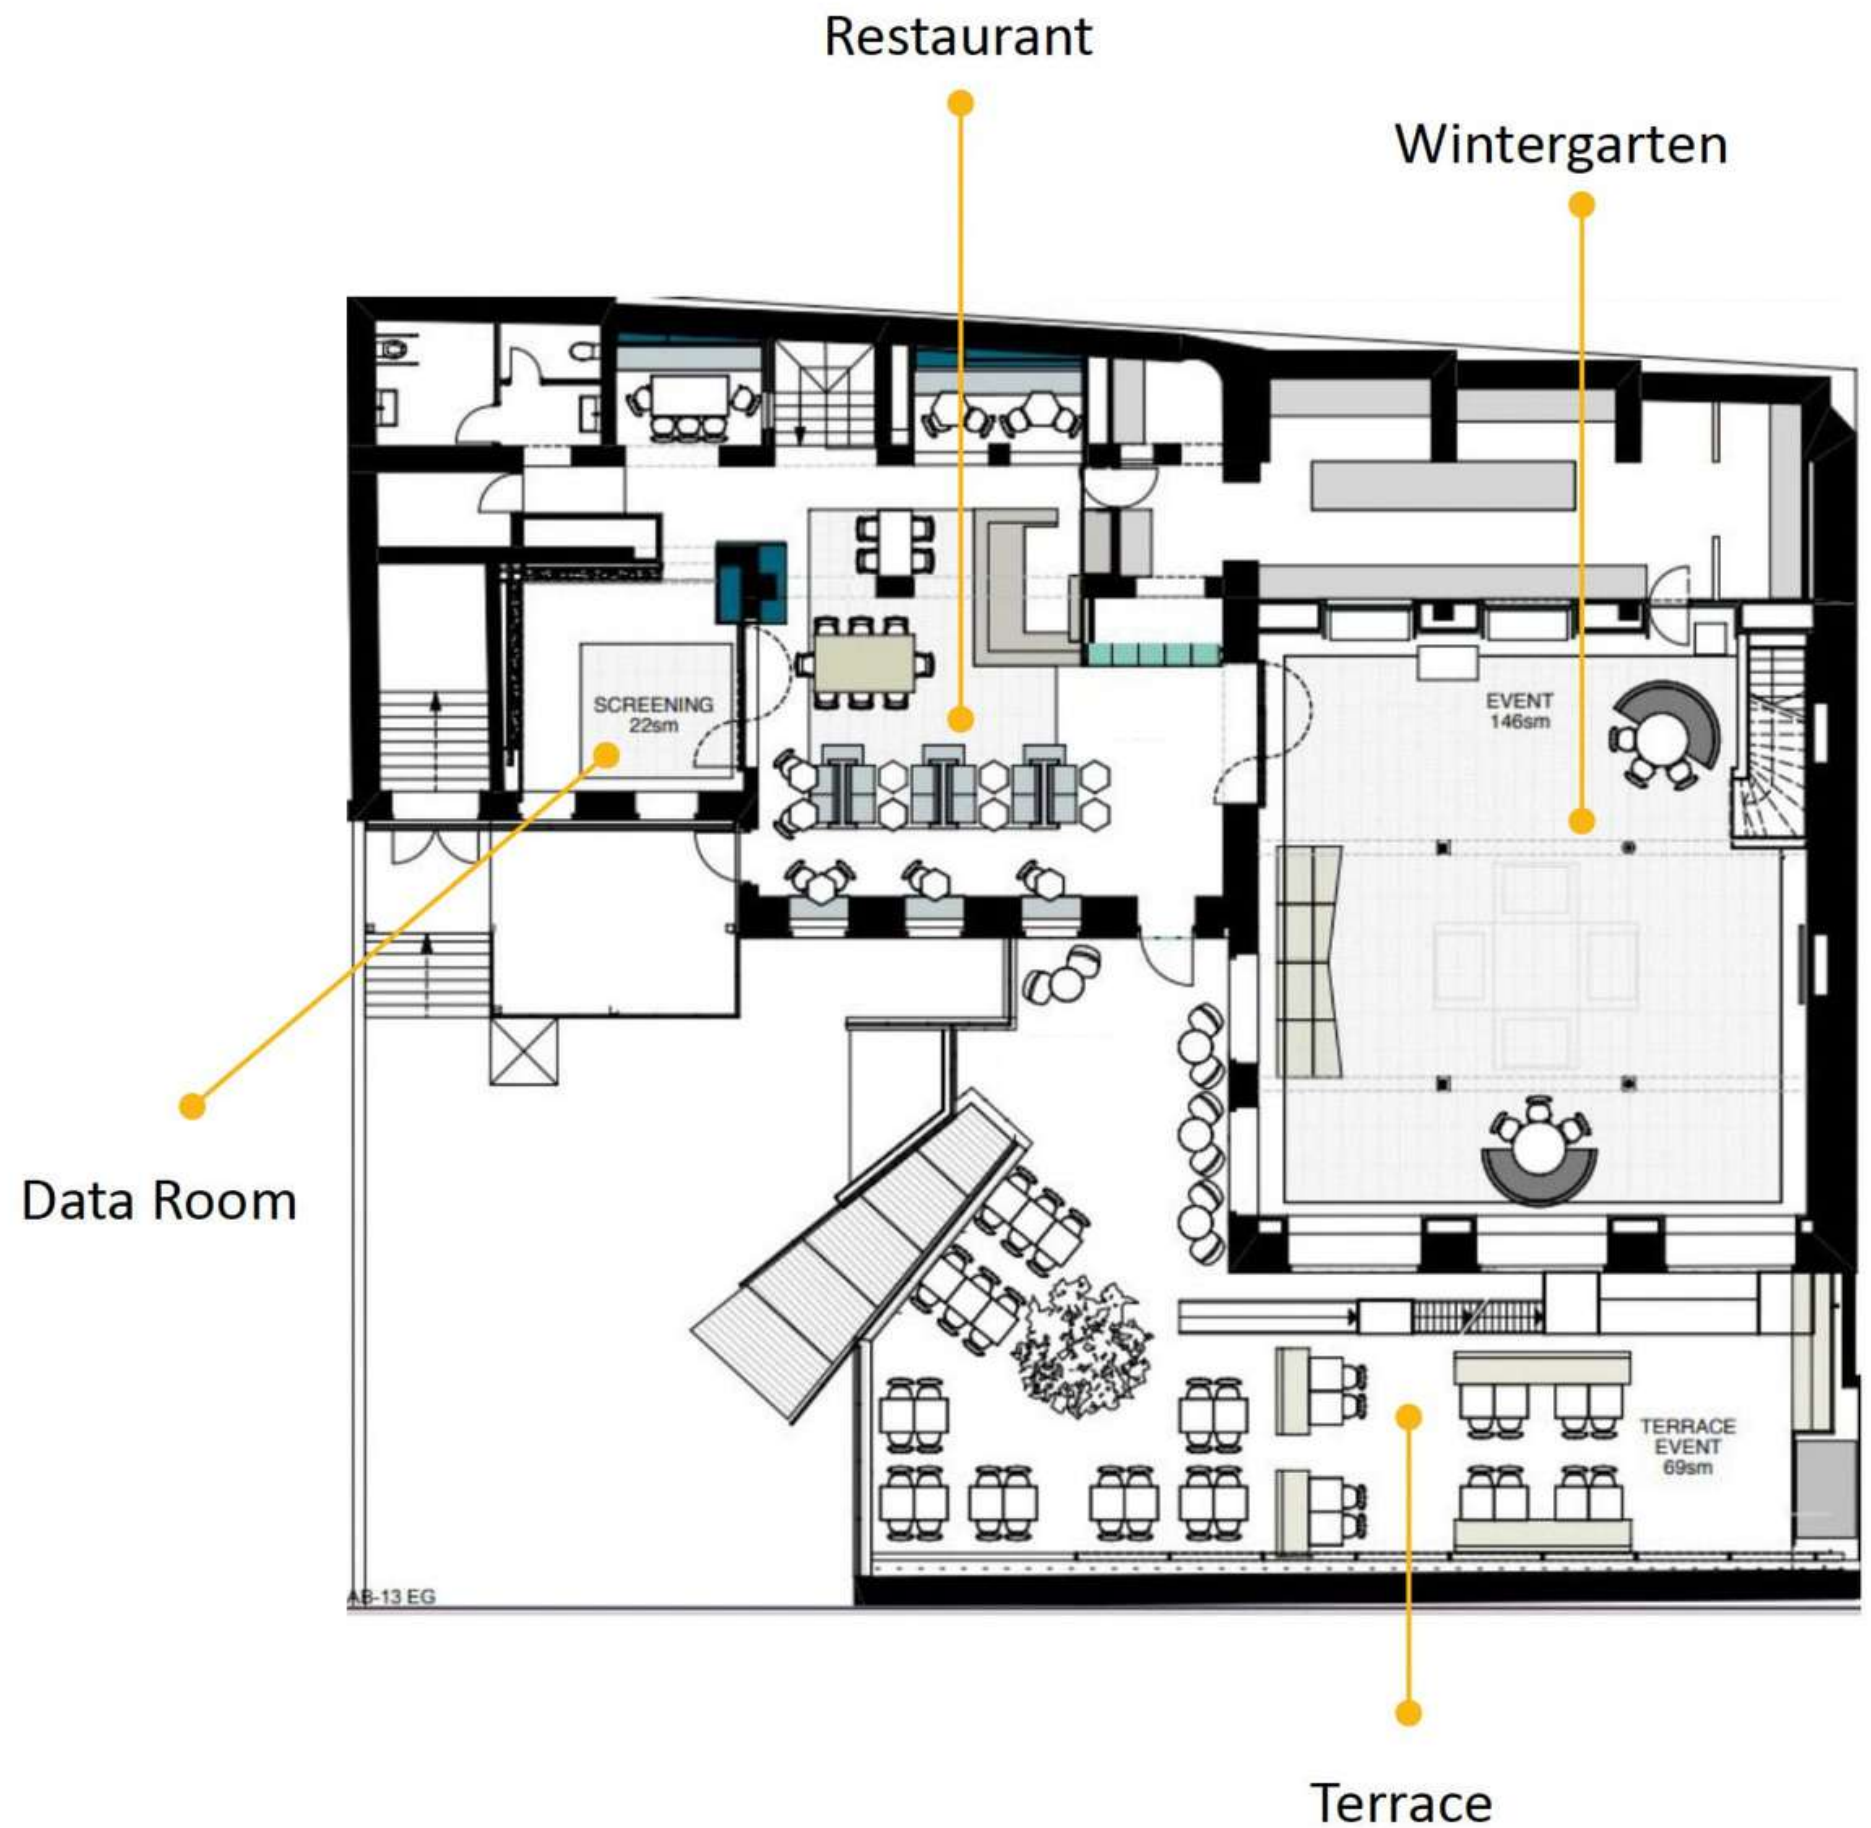 Restaurant
Wintergarten
SCREENING
22sm
EVENT
146sm
Data Room
TERRACE
EVENT
69sm
AB-13 EG
Terrace